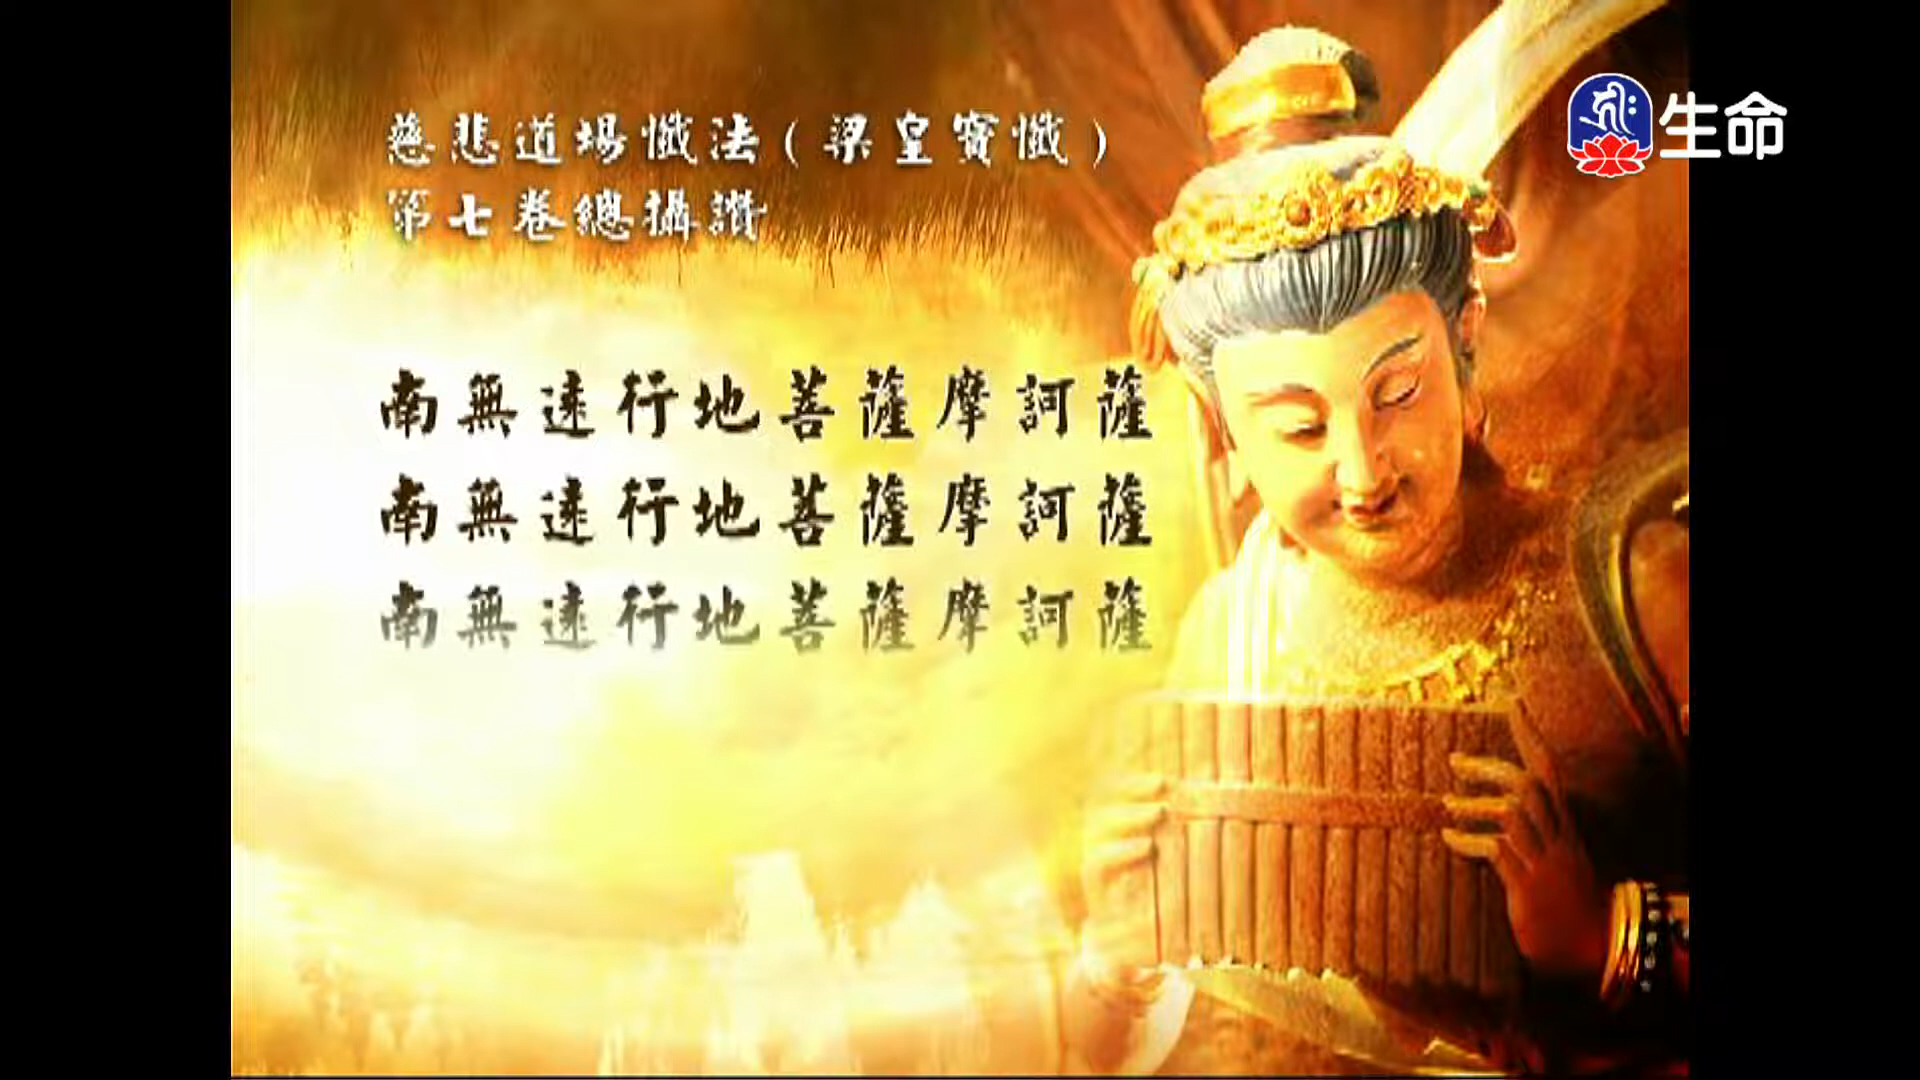 慈悲道場懺法(梁皇寶懺)
第七卷總攝讚
生命
南無遠行地菩薩摩訶薩
南無遠行地菩薩摩訶薩
南無遠行地菩薩摩訶薩